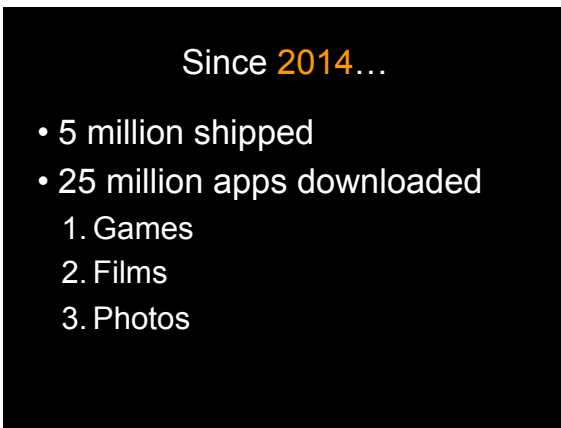 Since 2014…
• 5 million shipped
• 25 million apps downloaded
1. Games
2. Films
3. Photos